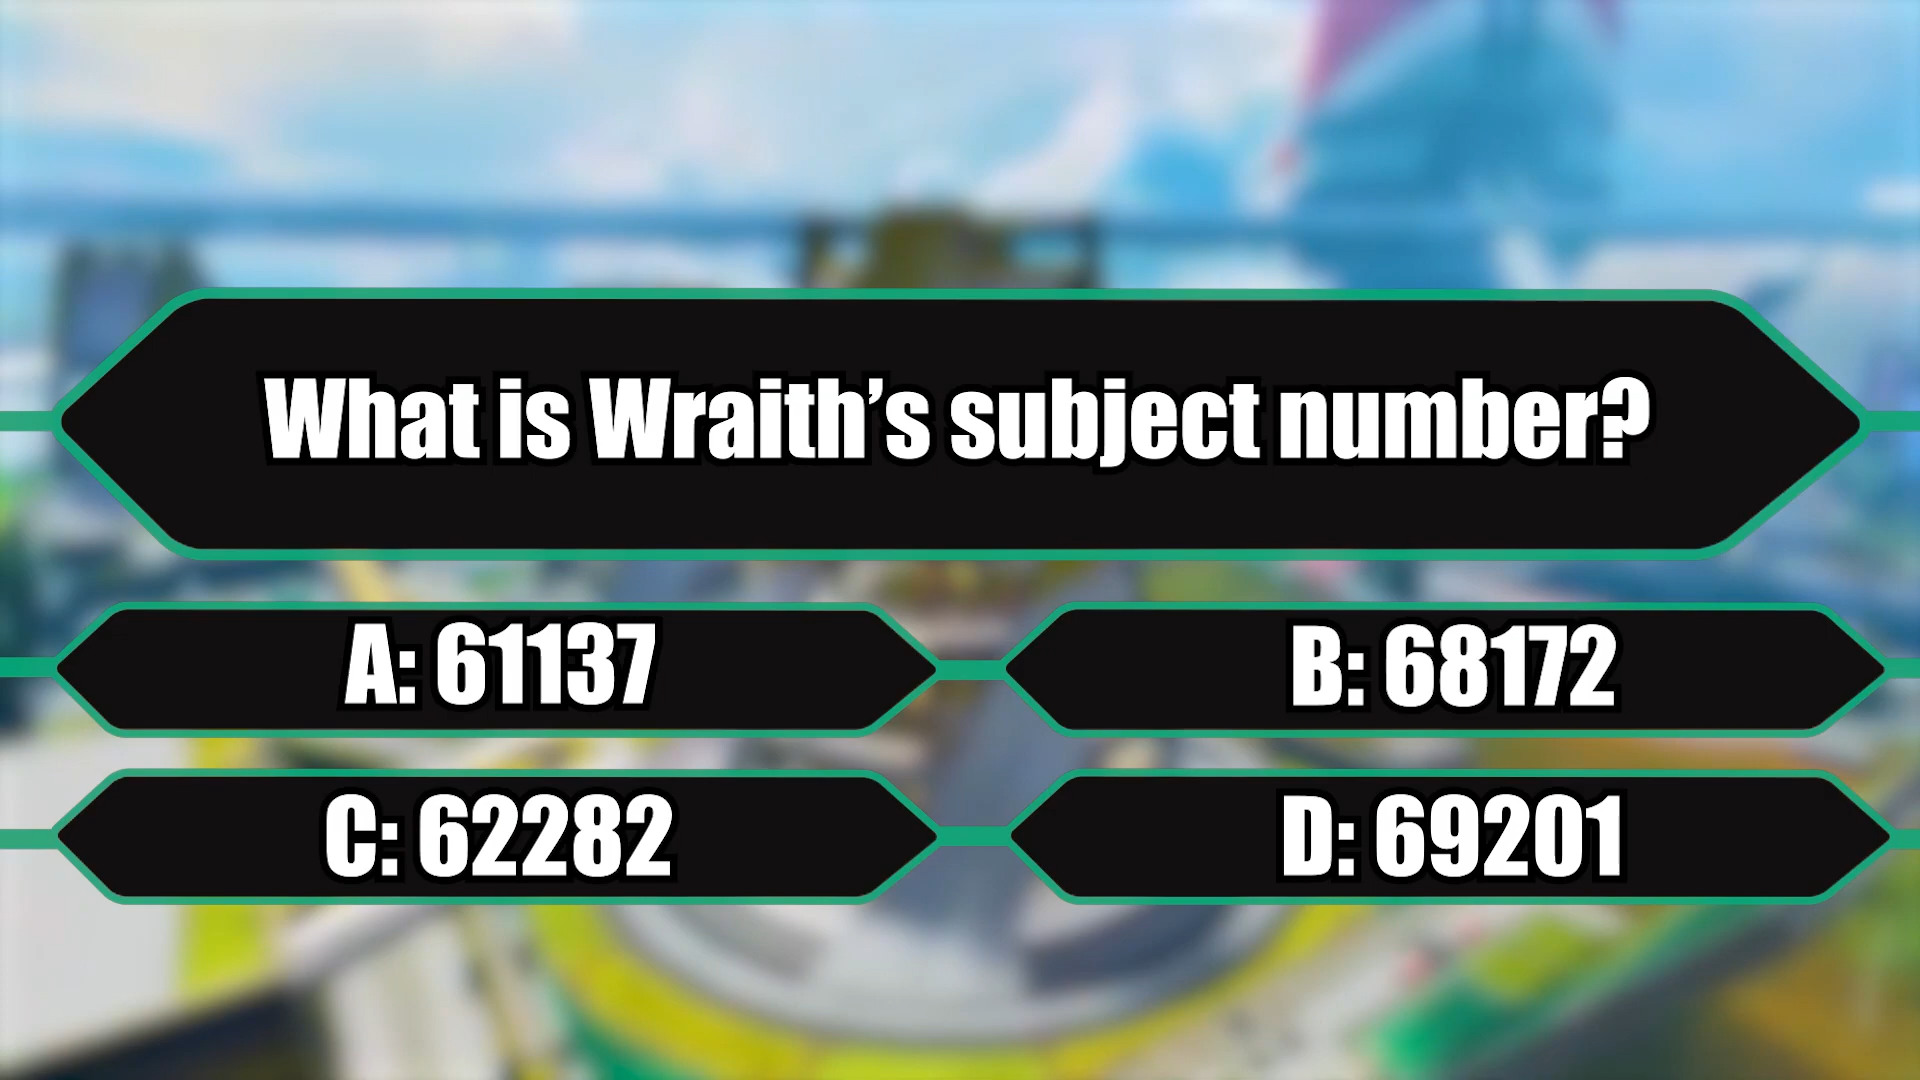 What is Wraith’s subject number?
A: 61137
B: 68172
C: 62282
D: 69201